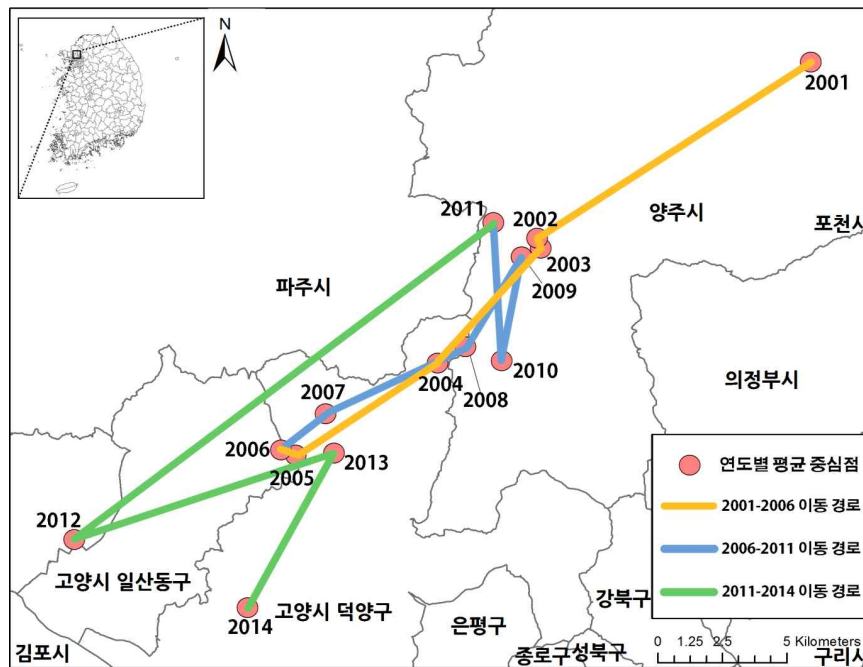 N
2001
2011
2002
양주시
포천시
2003
파주시
2009
2004
2010
2008
의정부시
2007
2006
2013
2005
연도별 평균 중심점
2001-2006 이동 경로
2012
2006-2011 이동 경로
고양시 일산동구
2011-2014 이동 경로
강북구
고양시 덕양구
2014
은평구
0 1.25 2.5 5 Kilometers
김포시
종로구
성북구
구리시